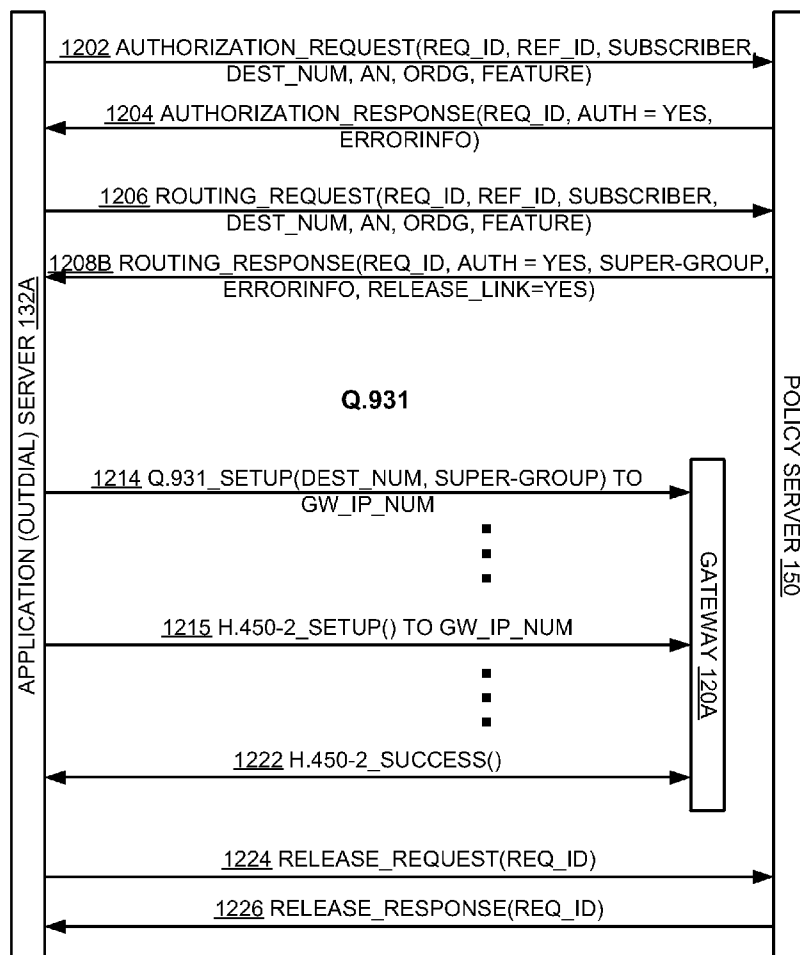 1202 AUTHORIZATION_REQUEST(REQ_ID, REF_ID, SUBSCRIBER,
DEST_NUM, AN, ORDG, FEATURE)
1204 AUTHORIZATION_RESPONSE(REQ_ID, AUTH = YES,
ERRORINFO)
1206 ROUTING_REQUEST(REQ_ID, REF_ID, SUBSCRIBER,
DEST_NUM, AN, ORDG, FEATURE)
1208B ROUTING_RESPONSE(REQ_ID, AUTH = YES, SUPER-GROUP,
ERRORINFO, RELEASE_LINK=YES)
APPLICATION (OUTDIAL) SERVER 132A
POLICY SERVER 150
Q.931
1214 Q.931_SETUP(DEST_NUM, SUPER-GROUP) TO
GW_IP_NUM
GATEWAY 120A
1215 H.450-2_SETUP() TO GW_IP_NUM
1222 H.450-2_SUCCESS()
1224 RELEASE_REQUEST(REQ_ID)
1226 RELEASE_RESPONSE(REQ_ID)